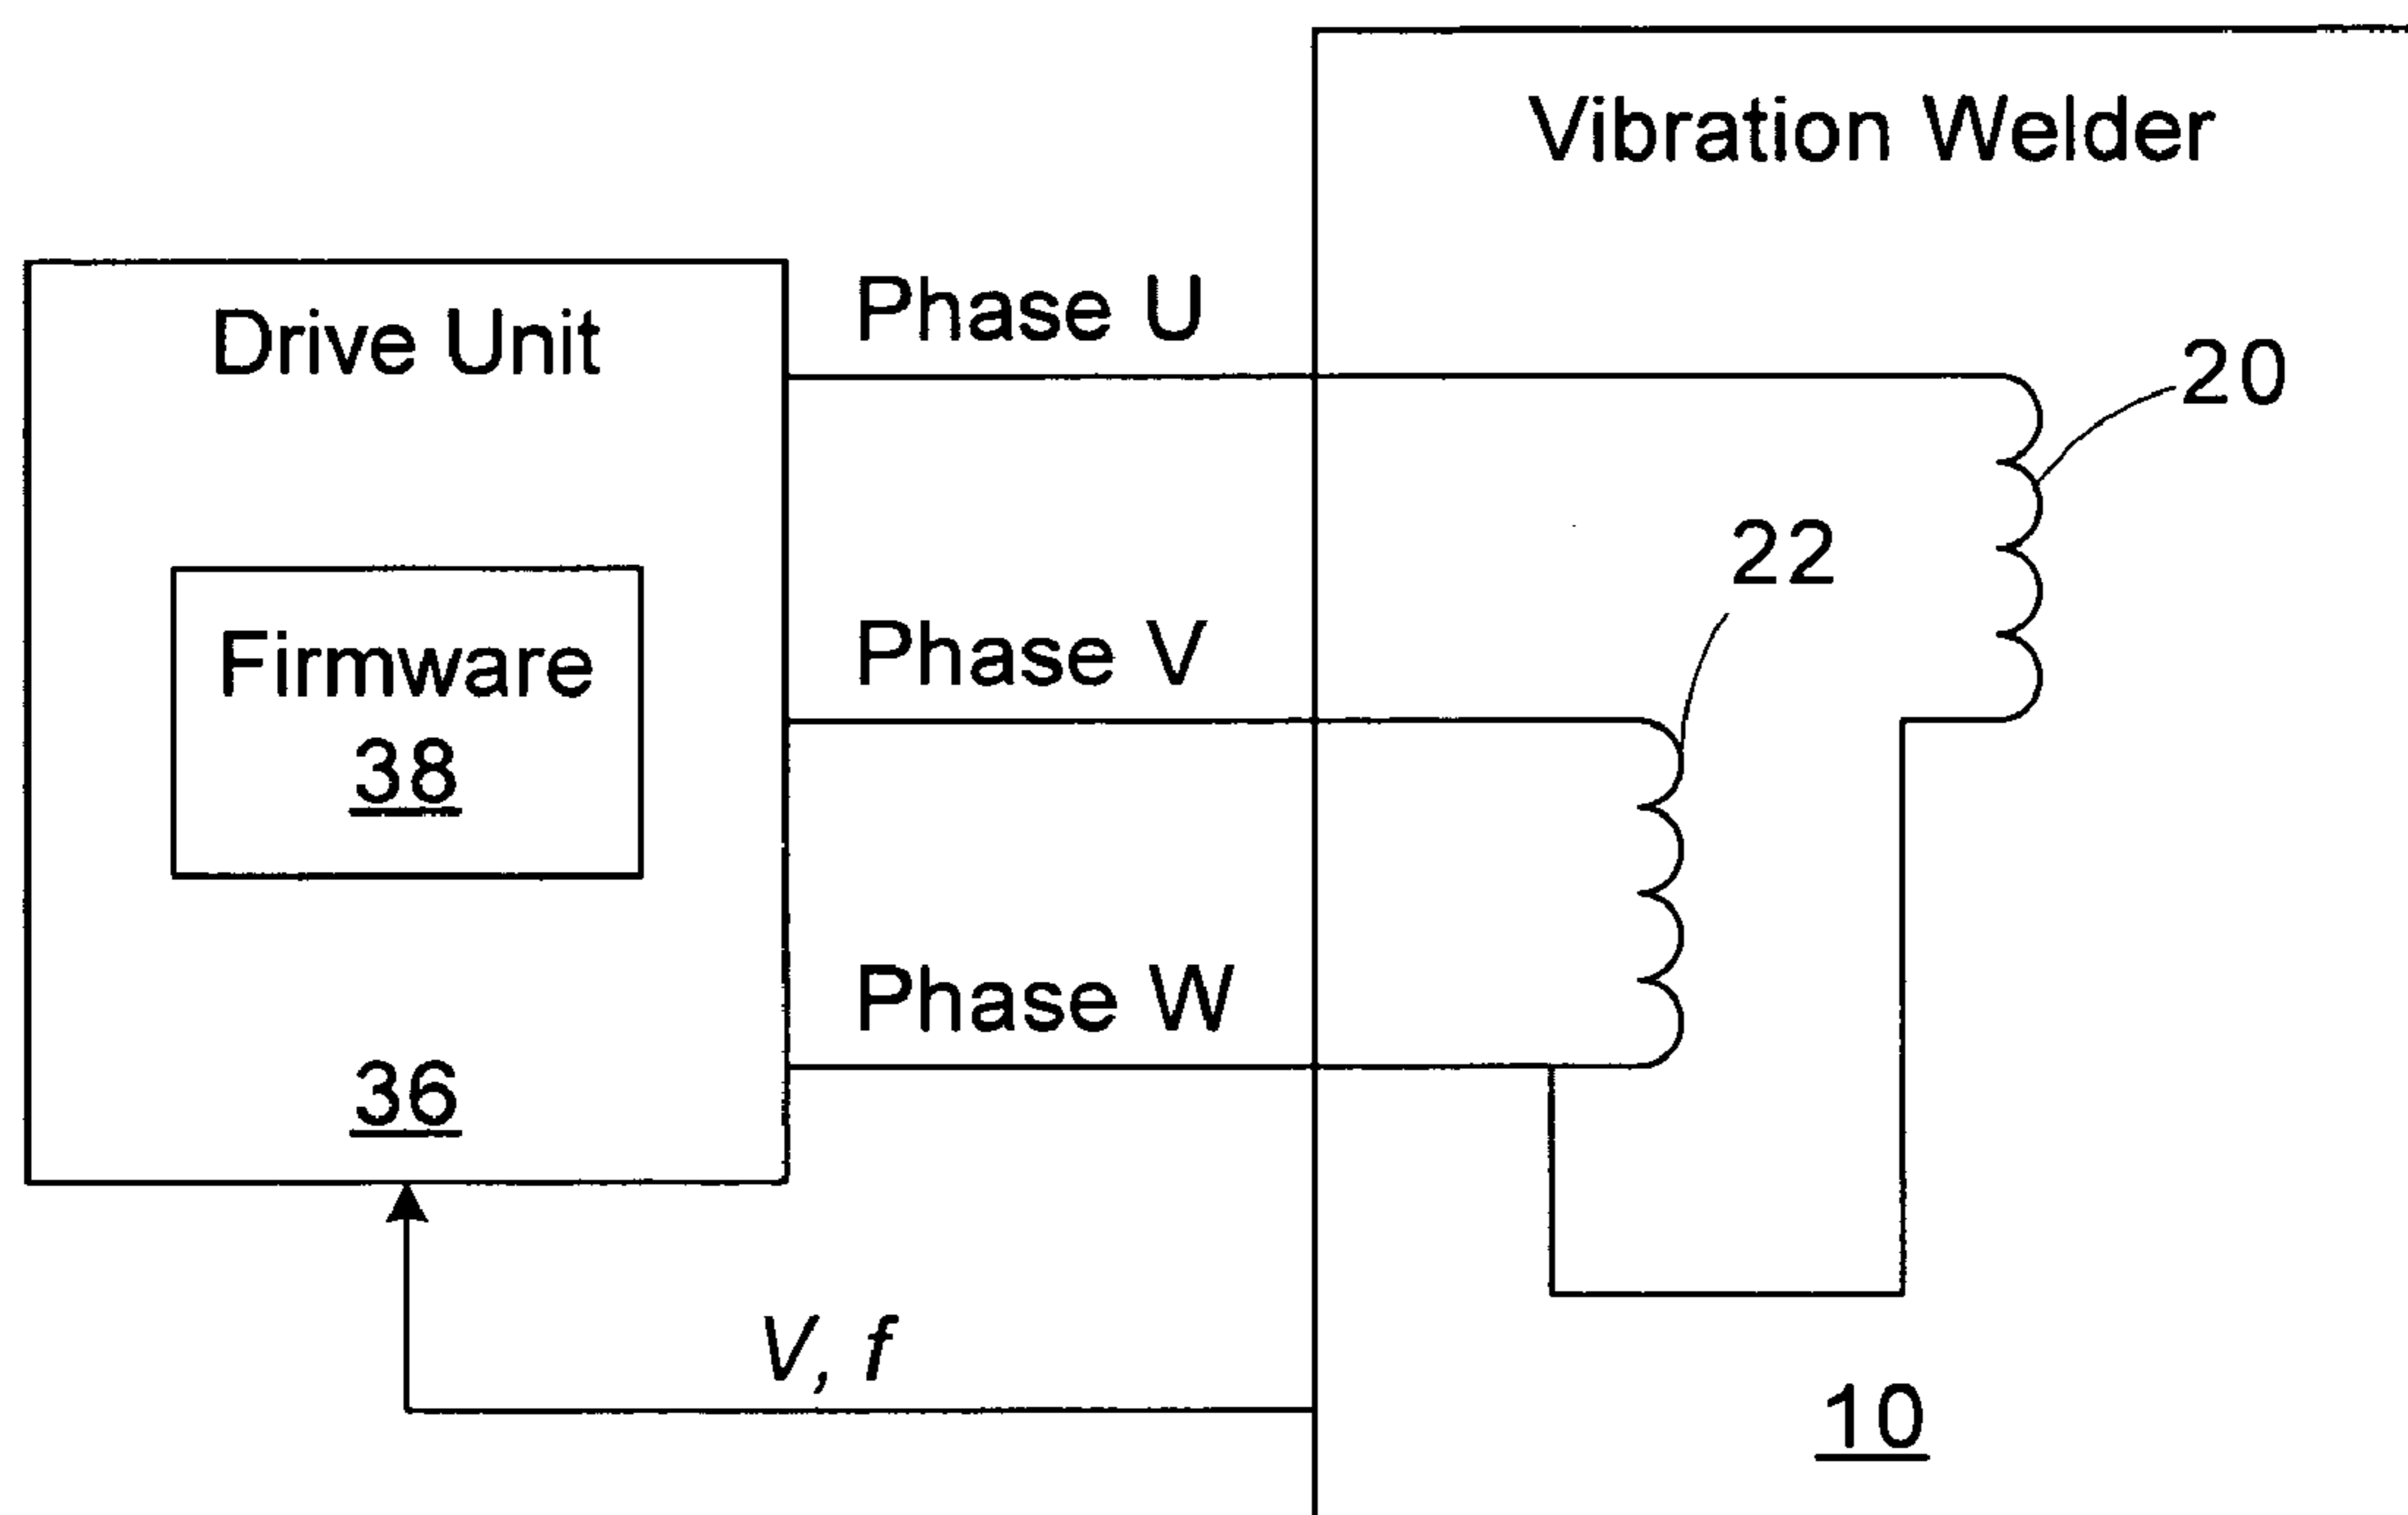 Vibration Welder
Drive Unit
Phase U
20
22
Firmware
38
Phase V
Phase W
36
V, f
10